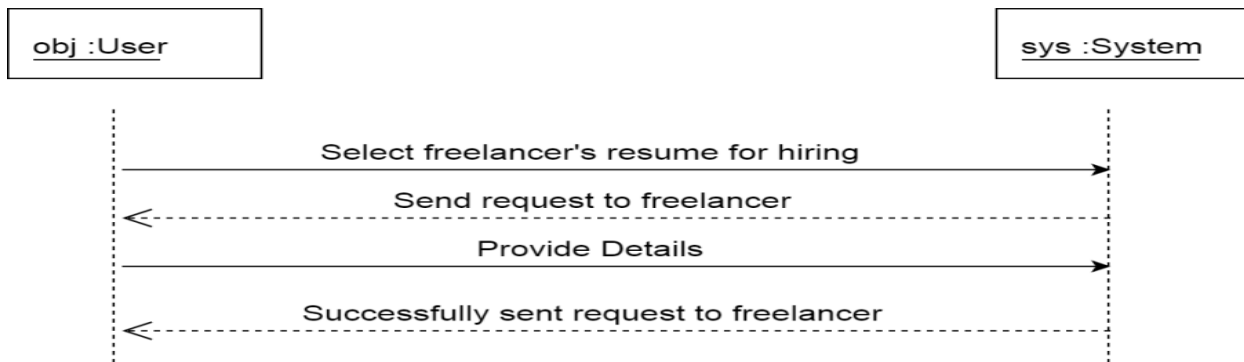 obj :User
sys :System
Select freelancer's resume for hiring
Send request to freelancer
Provide Details
Successfully sent request to freelancer